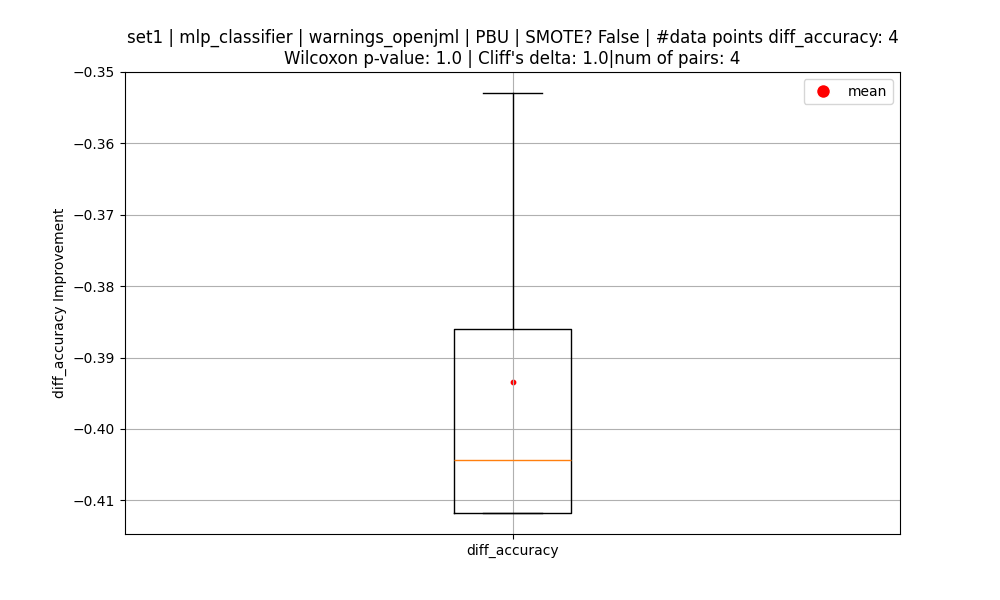 set1 | mlp_classifier | warnings_openjml | PBU | SMOTE? False | #data points diff_accuracy: 4
Wilcoxon p-value: 1.0 | Cliff's delta: 1.0|num of pairs: 4
mean
−0.35
−0.36
−0.37
−0.38
−0.39
−0.40
−0.41
diff_accuracy Improvement
diff_accuracy